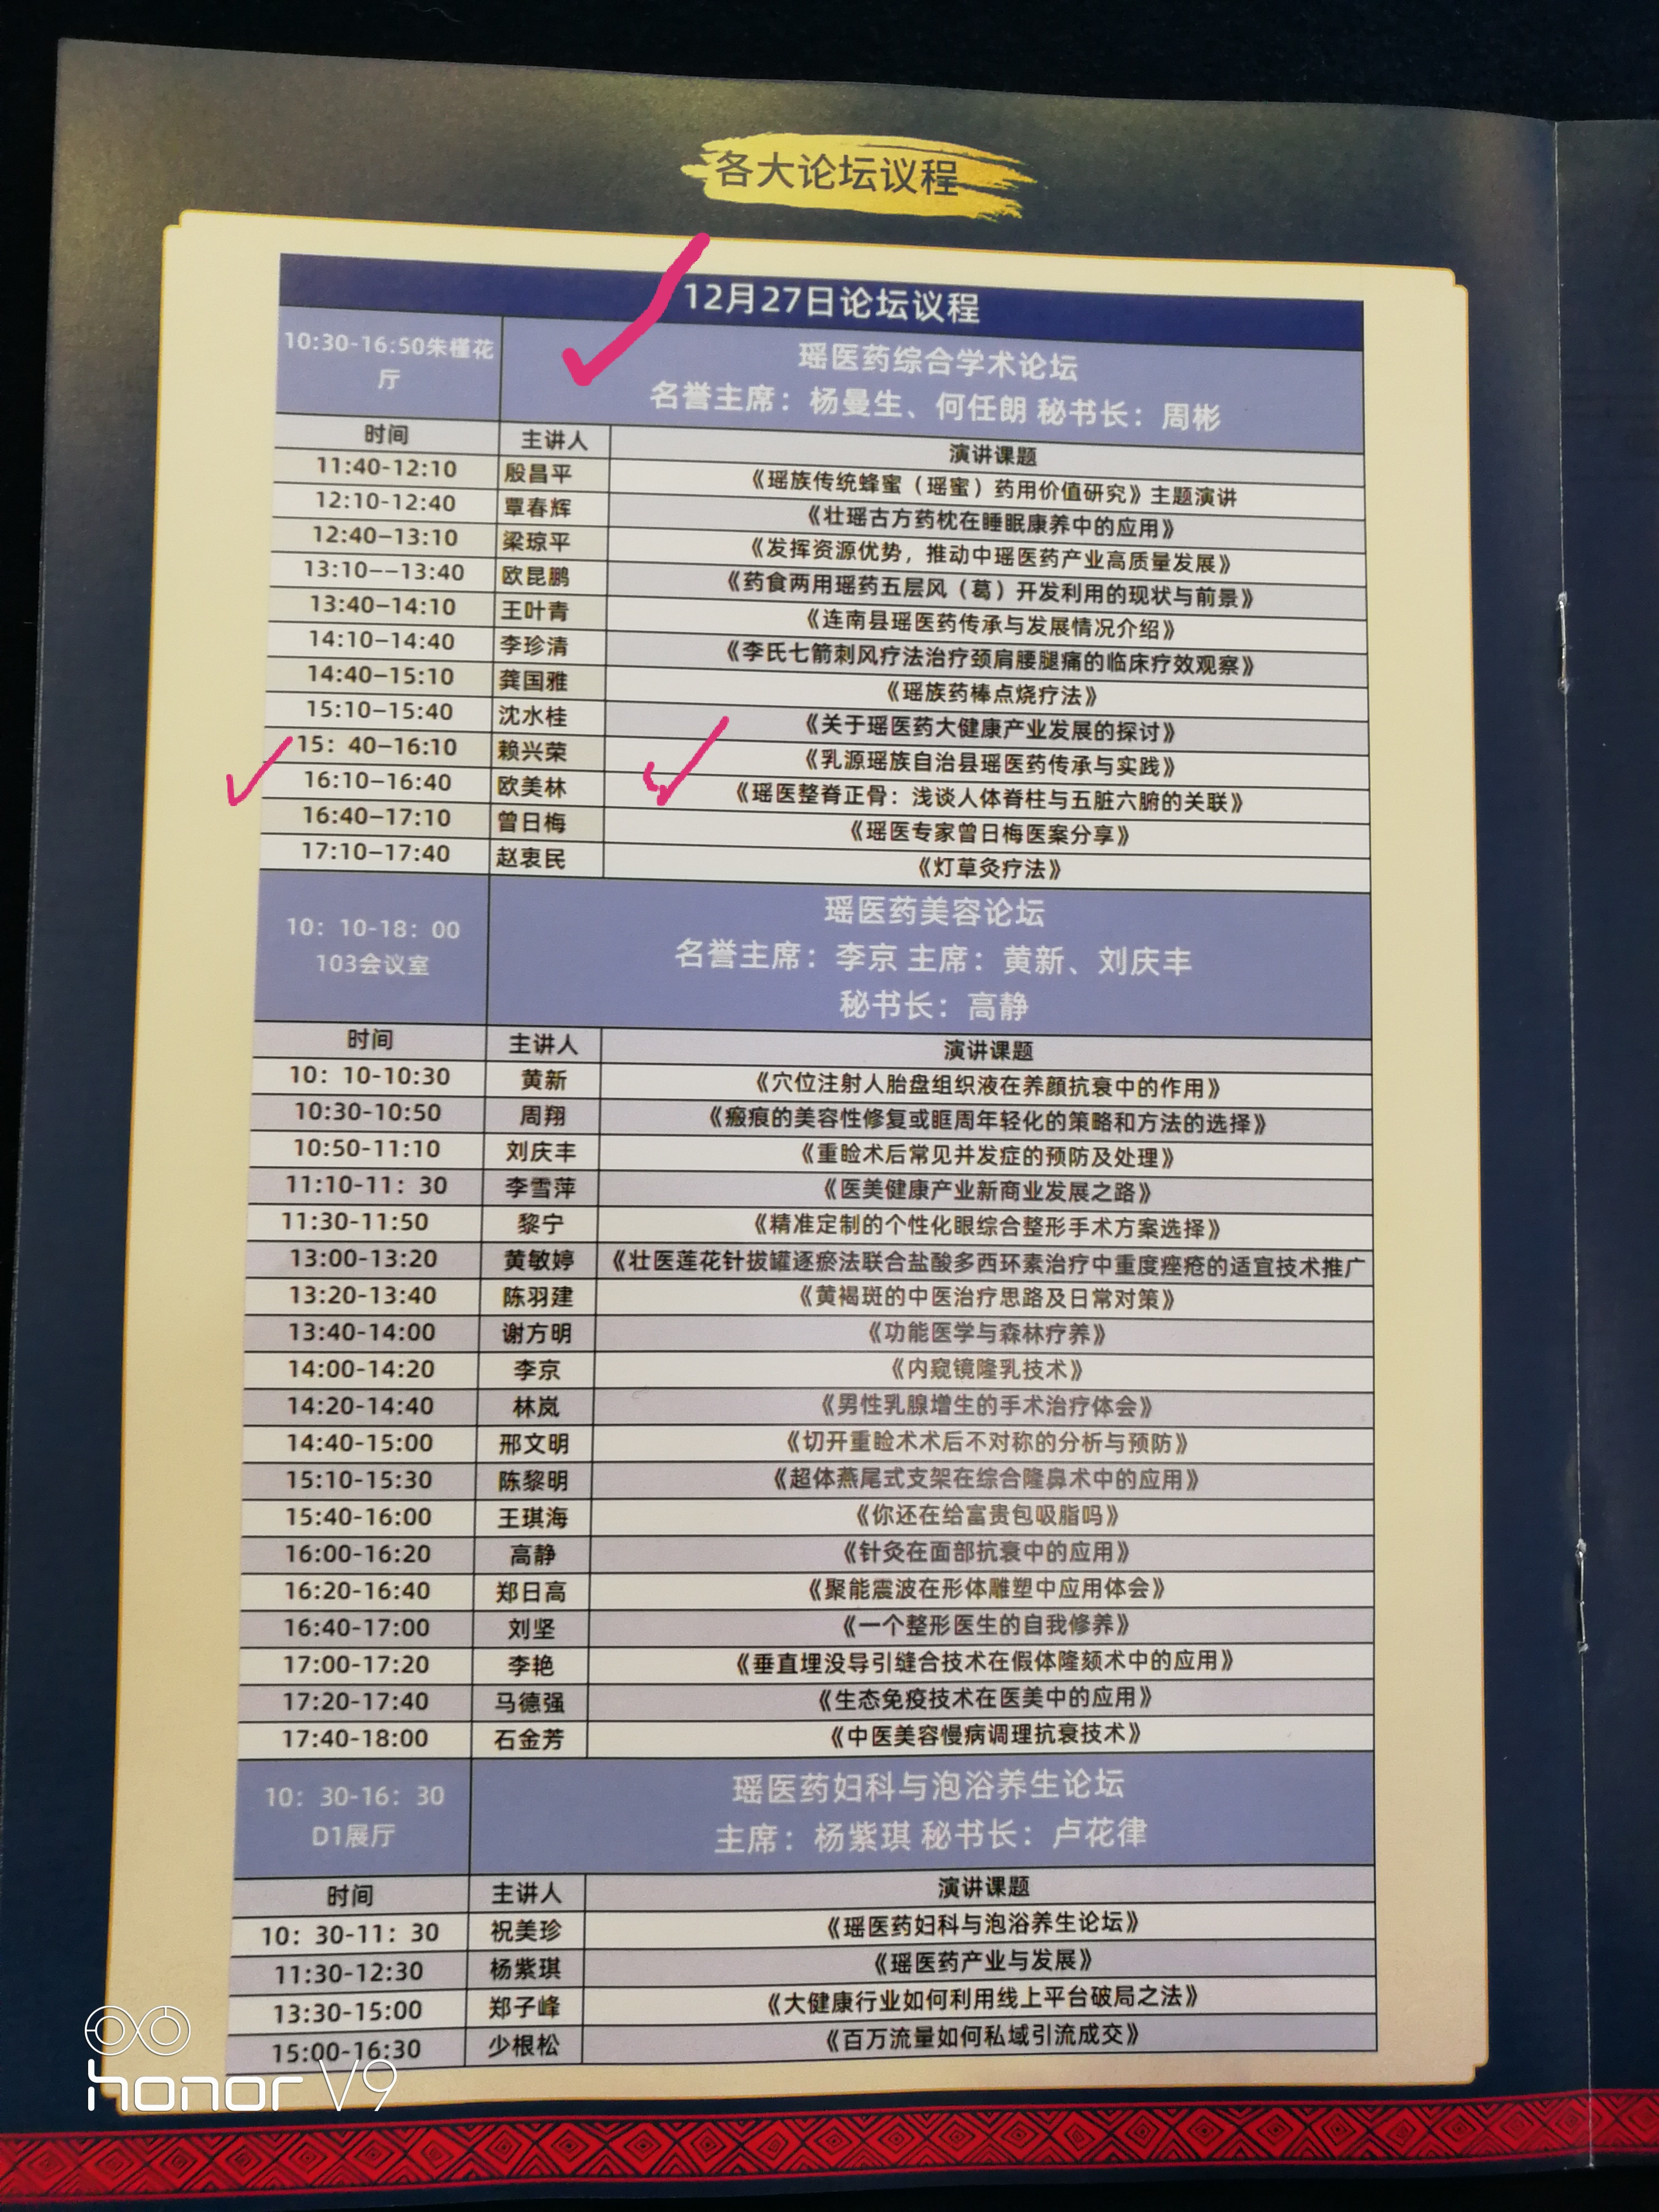 各大论坛议程
12月27日论坛议程
10:30-16:50朱槿花
厅
瑶医药综合学术论坛
名誉主席：杨曼生、何任朗 秘书长：周彬
时间 主讲人 演讲课题
11:40-12:10 殷昌平 《瑶族传统蜂蜜（瑶蜜）药用价值研究》主题演讲
12:10-12:40 覃春辉 《壮瑶古方药枕在睡眠康养中的应用》
12:40-13:10 梁琼平 《发挥资源优势，推动中瑶医药产业高质量发展》
13:10--13:40 欧昆鹏 《药食两用瑶药五层风（葛）开发利用的现状与前景》
13:40-14:10 王叶青 《连南县瑶医药传承与发展情况介绍》
14:10-14:40 李珍清 《李氏七箭刺风疗法治疗颈肩腰腿痛的临床疗效观察》
14:40-15:10 龚国雅 《瑶族药棒点烧疗法》
15:10-15:40 沈水桂 《关于瑶医药大健康产业发展的探讨》
15：40-16:10 赖兴荣 《乳源瑶族自治县瑶医药传承与实践》
16:10-16:40 欧美林 《瑶医整脊正骨：浅谈人体脊柱与五脏六腑的关联》
16:40-17:10 曾日梅 《瑶医专家曾日梅医案分享》
17:10-17:40 赵衷民 《灯草灸疗法》
10：10-18：00
103会议室
瑶医药美容论坛
名誉主席：李京 主席：黄新、刘庆丰
秘书长：高静
时间 主讲人 演讲课题
10：10-10:30 黄新 《穴位注射人胎盘组织液在养颜抗衰中的作用》
10:30-10:50 周翔 《瘢痕的美容性修复或眶周年轻化的策略和方法的选择》
10:50-11:10 刘庆丰 《重睑术后常见并发症的预防及处理》
11:10-11：30 李雪萍 《医美健康产业新商业发展之路》
11:30-11:50 黎宁 《精准定制的个性化眼综合整形手术方案选择》
13:00-13:20 黄敏婷 《壮医莲花针拔罐逐瘀法联合盐酸多西环素治疗中重度痤疮的适宜技术推广
13:20-13:40 陈羽建 《黄褐斑的中医治疗思路及日常对策》
13:40-14:00 谢方明 《功能医学与森林疗养》
14:00-14:20 李京 《内窥镜隆乳技术》
14:20-14:40 林岚 《男性乳腺增生的手术治疗体会》
14:40-15:00 邢文明 《切开重睑术术后不对称的分析与预防》
15:10-15:30 陈黎明 《超体燕尾式支架在综合隆鼻术中的应用》
15:40-16:00 王琪海 《你还在给富贵包吸脂吗》
16:00-16:20 高静 《针灸在面部抗衰中的应用》
16:20-16:40 郑日高 《聚能震波在形体雕塑中应用体会》
16:40-17:00 刘坚 《一个整形医生的自我修养》
17:00-17:20 李艳 《垂直埋没导引缝合技术在假体隆颏术中的应用》
17:20-17:40 马德强 《生态免疫技术在医美中的应用》
17:40-18:00 石金芳 《中医美容慢病调理抗衰技术》
10：30-16：30
D1展厅
瑶医药妇科与泡浴养生论坛
主席：杨紫琪 秘书长：卢花律
时间 主讲人 演讲课题
10：30-11：30 祝美珍 《瑶医药妇科与泡浴养生论坛》
11:30-12:30 杨紫琪 《瑶医药产业与发展》
13:30-15:00 郑子峰 《大健康行业如何利用线上平台破局之法》
15:00-16:30 少根松 《百万流量如何私域引流成交》
honor V9